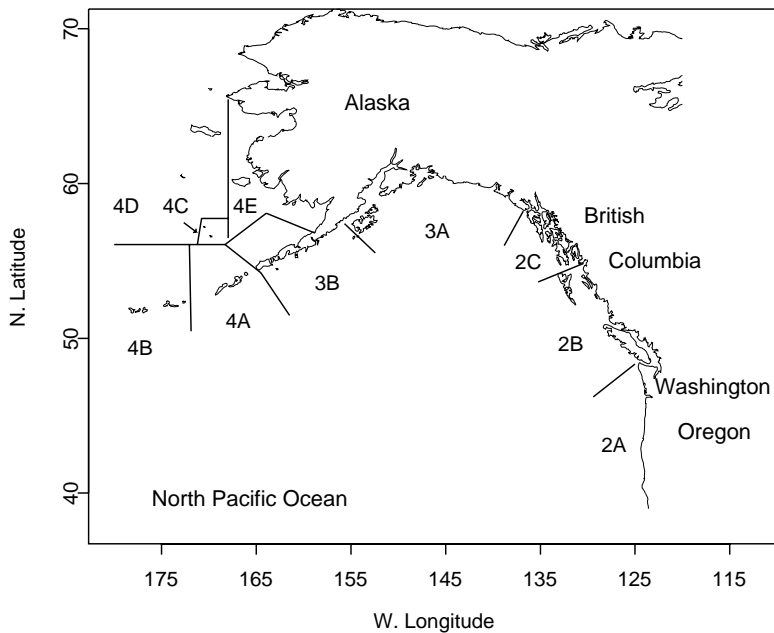 70
Alaska
60
4D
4C
4E
British
3A
2C
Columbia
3B
4A
4B
50
2B
Washington
Oregon
2A
40
North Pacific Ocean
N. Latitude
175
165
155
145
135
125
115
W. Longitude